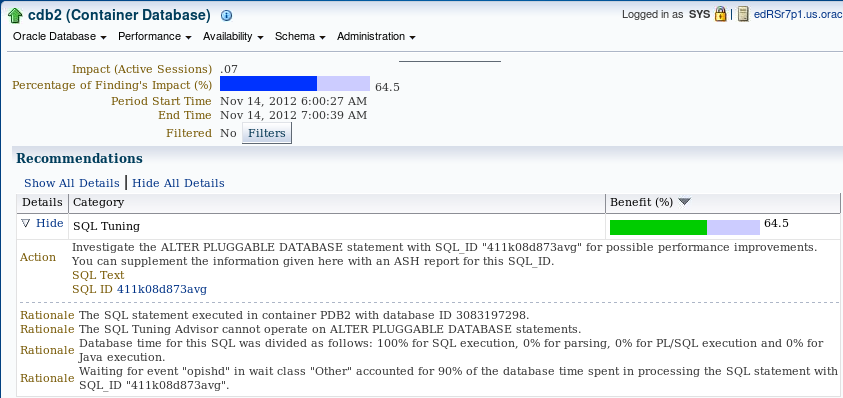 cdb2 (Container Database)
Logged in as SYS | edRSr7p1.us.orac
Oracle Database Performance Availability Schema Administration
Impact (Active Sessions) .07
Percentage of Finding's Impact (%) 64.5
Period Start Time Nov 14, 2012 6:00:27 AM
End Time Nov 14, 2012 7:00:39 AM
Filtered No Filters
Recommendations
Show All Details | Hide All Details
Details Category Benefit (%)
Hide SQL Tuning 64.5
Action
Investigate the ALTER PLUGGABLE DATABASE statement with SQL_ID "411k08d873avg" for possible performance improvements.
You can supplement the information given here with an ASH report for this SQL_ID.
SQL Text
SQL ID 411k08d873avg
Rationale The SQL statement executed in container PDB2 with database ID 3083197298.
Rationale The SQL Tuning Advisor cannot operate on ALTER PLUGGABLE DATABASE statements.
Rationale Database time for this SQL was divided as follows: 100% for SQL execution, 0% for parsing, 0% for PL/SQL execution and 0% for
Java execution.
Rationale Waiting for event "opishd" in wait class "Other" accounted for 90% of the database time spent in processing the SQL statement with
SQL_ID "411k08d873avg".